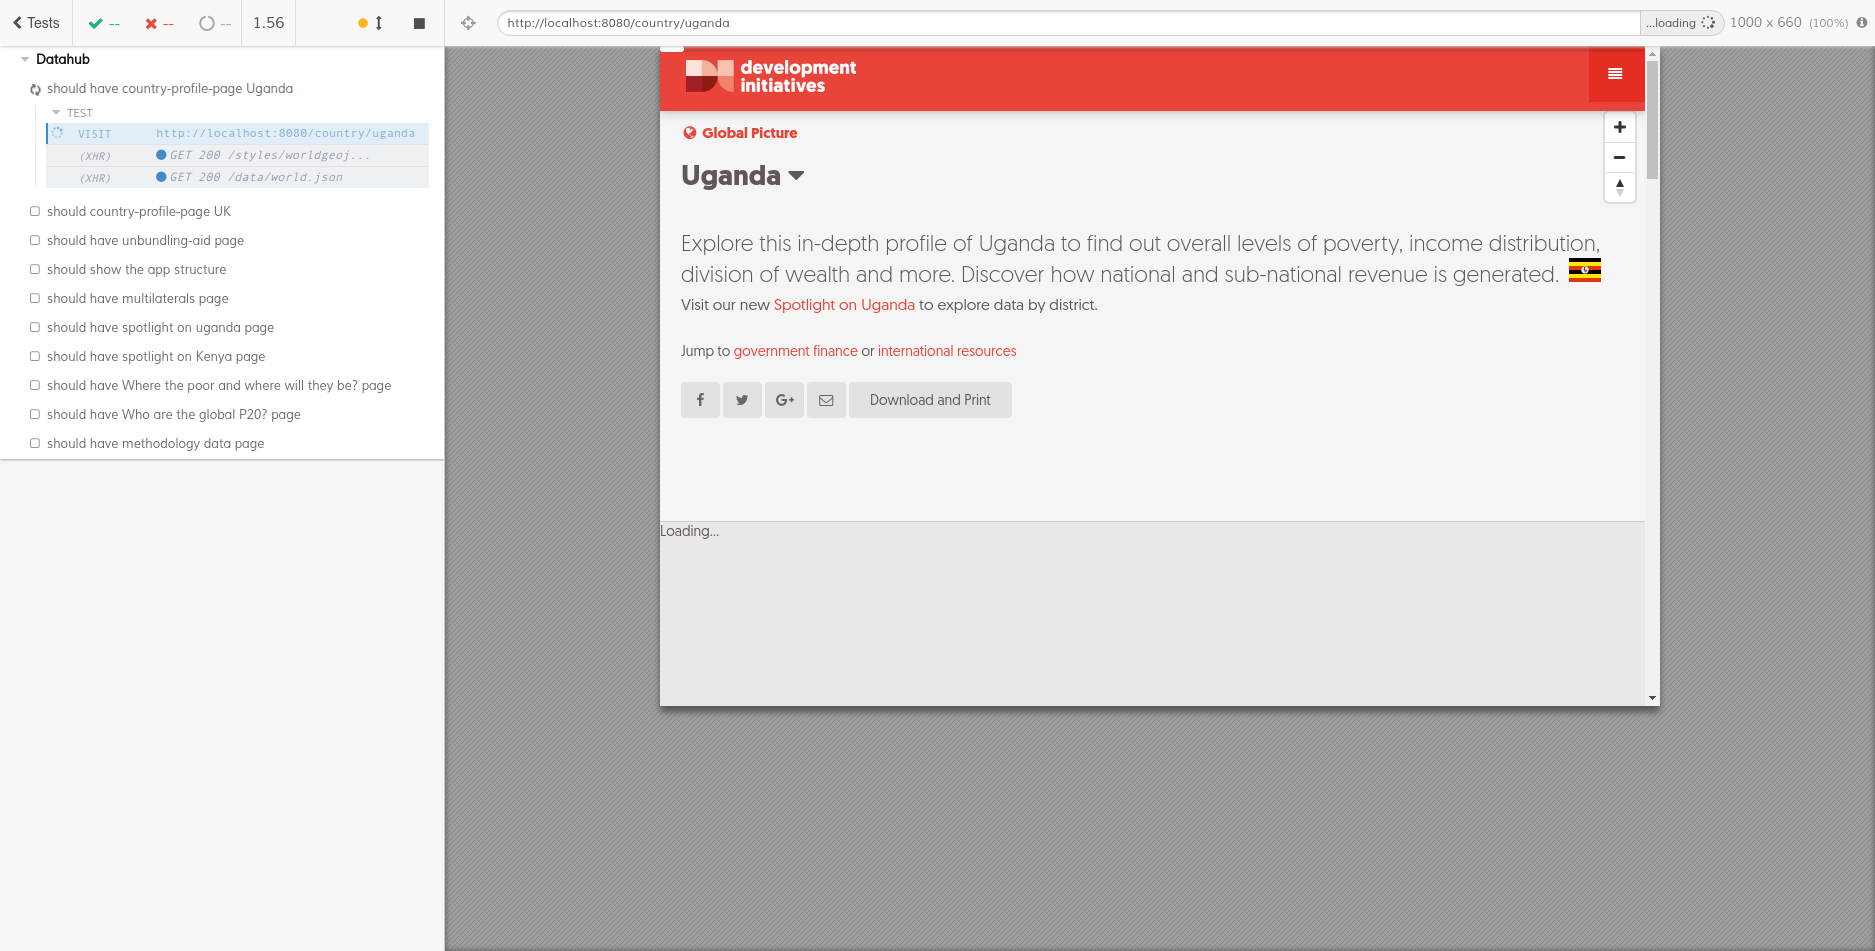 Tests
--
--
--
1.56
http://localhost:8080/country/uganda
...loading
1000 x 660 (100%)
Datahub
should have country-profile-page Uganda
TEST
VISIT http://localhost:8080/country/uganda
(XHR) GET 200 /styles/worldgeoj...
(XHR) GET 200 /data/world.json
should country-profile-page UK
should have unbundling-aid page
should show the app structure
should have multilaterals page
should have spotlight on uganda page
should have spotlight on Kenya page
should have Where the poor and where will they be? page
should have Who are the global P20? page
should have methodology data page
development
initiatives
Global Picture
Uganda
Explore this in-depth profile of Uganda to find out overall levels of poverty, income distribution,
division of wealth and more. Discover how national and sub-national revenue is generated.
Visit our new Spotlight on Uganda to explore data by district.
Jump to government finance or international resources
Download and Print
Loading...